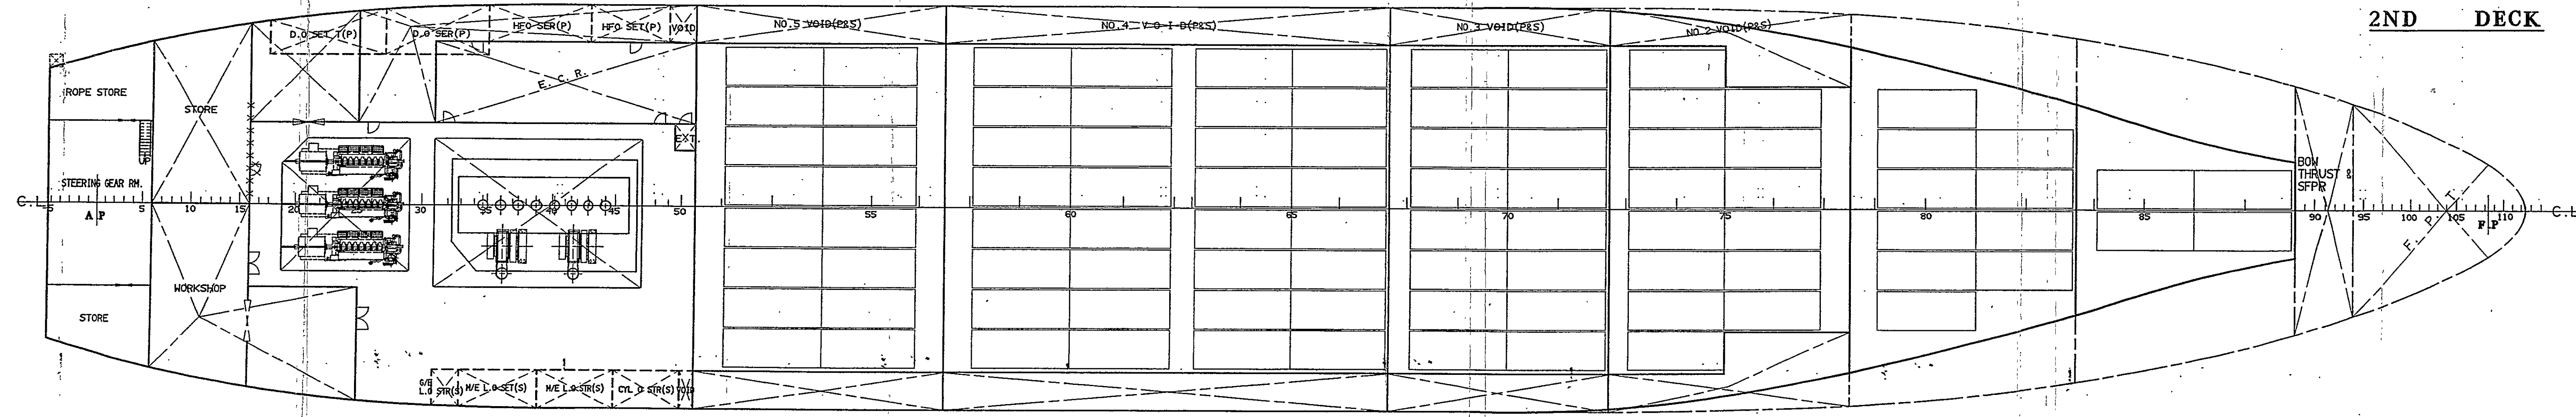 2ND DECK
D.O SET T(P)
D.O SER(P)
HFO SER(P)
HFO SET(P)
VOID
NO.5 VOID(P&S)
NO.4 V-O-I-D(P&S)
NO.3 VOID(P&S)
NO.2 VOID(P&S)
ROPE STORE
STORE
E. C. R.
EXT
UP
STEERING GEAR RM.
BOW
THRUST &
SFPR
C.L
-5
A.P
5
10
15
20
25
30
35
40
45
50
55
60
65
70
75
80
85
90
95
100
105
110
F.P
C.L
F. P. T.
WORKSHOP
STORE
G/E
L.O STR(S)
M/E L.O SET(S)
M/E L.O STR(S)
CYL O STR(S)
VOID